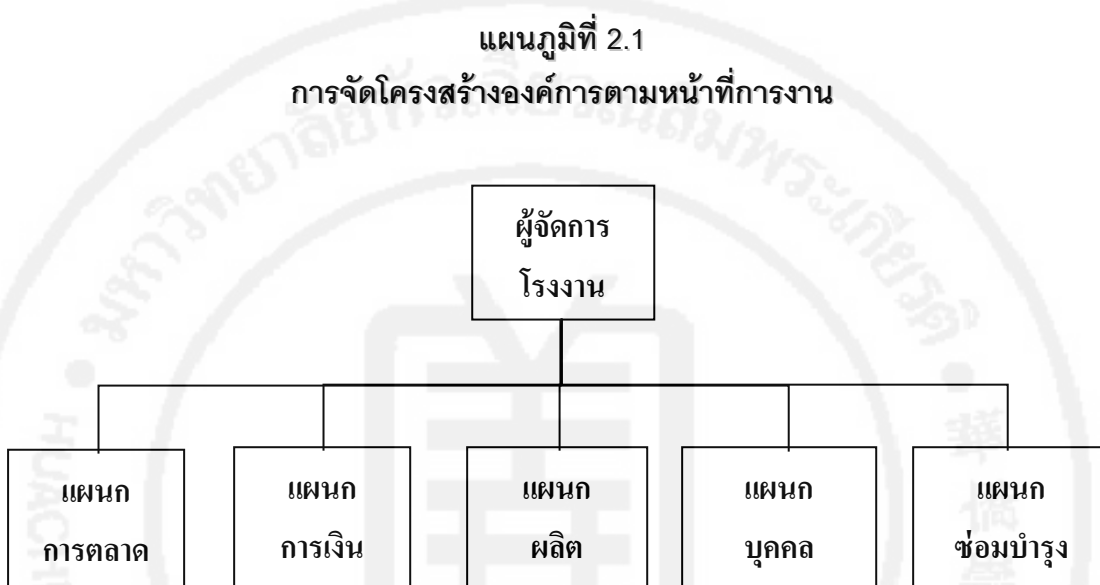 แผนภูมิที่ 2.1
การจัดโครงสร้างองค์การตามหน้าที่การงาน
ผู้จัดการ
โรงงาน
แผนก
การตลาด
แผนก
การเงิน
แผนก
ผลิต
แผนก
บุคคล
แผนก
ซ่อมบำรุง